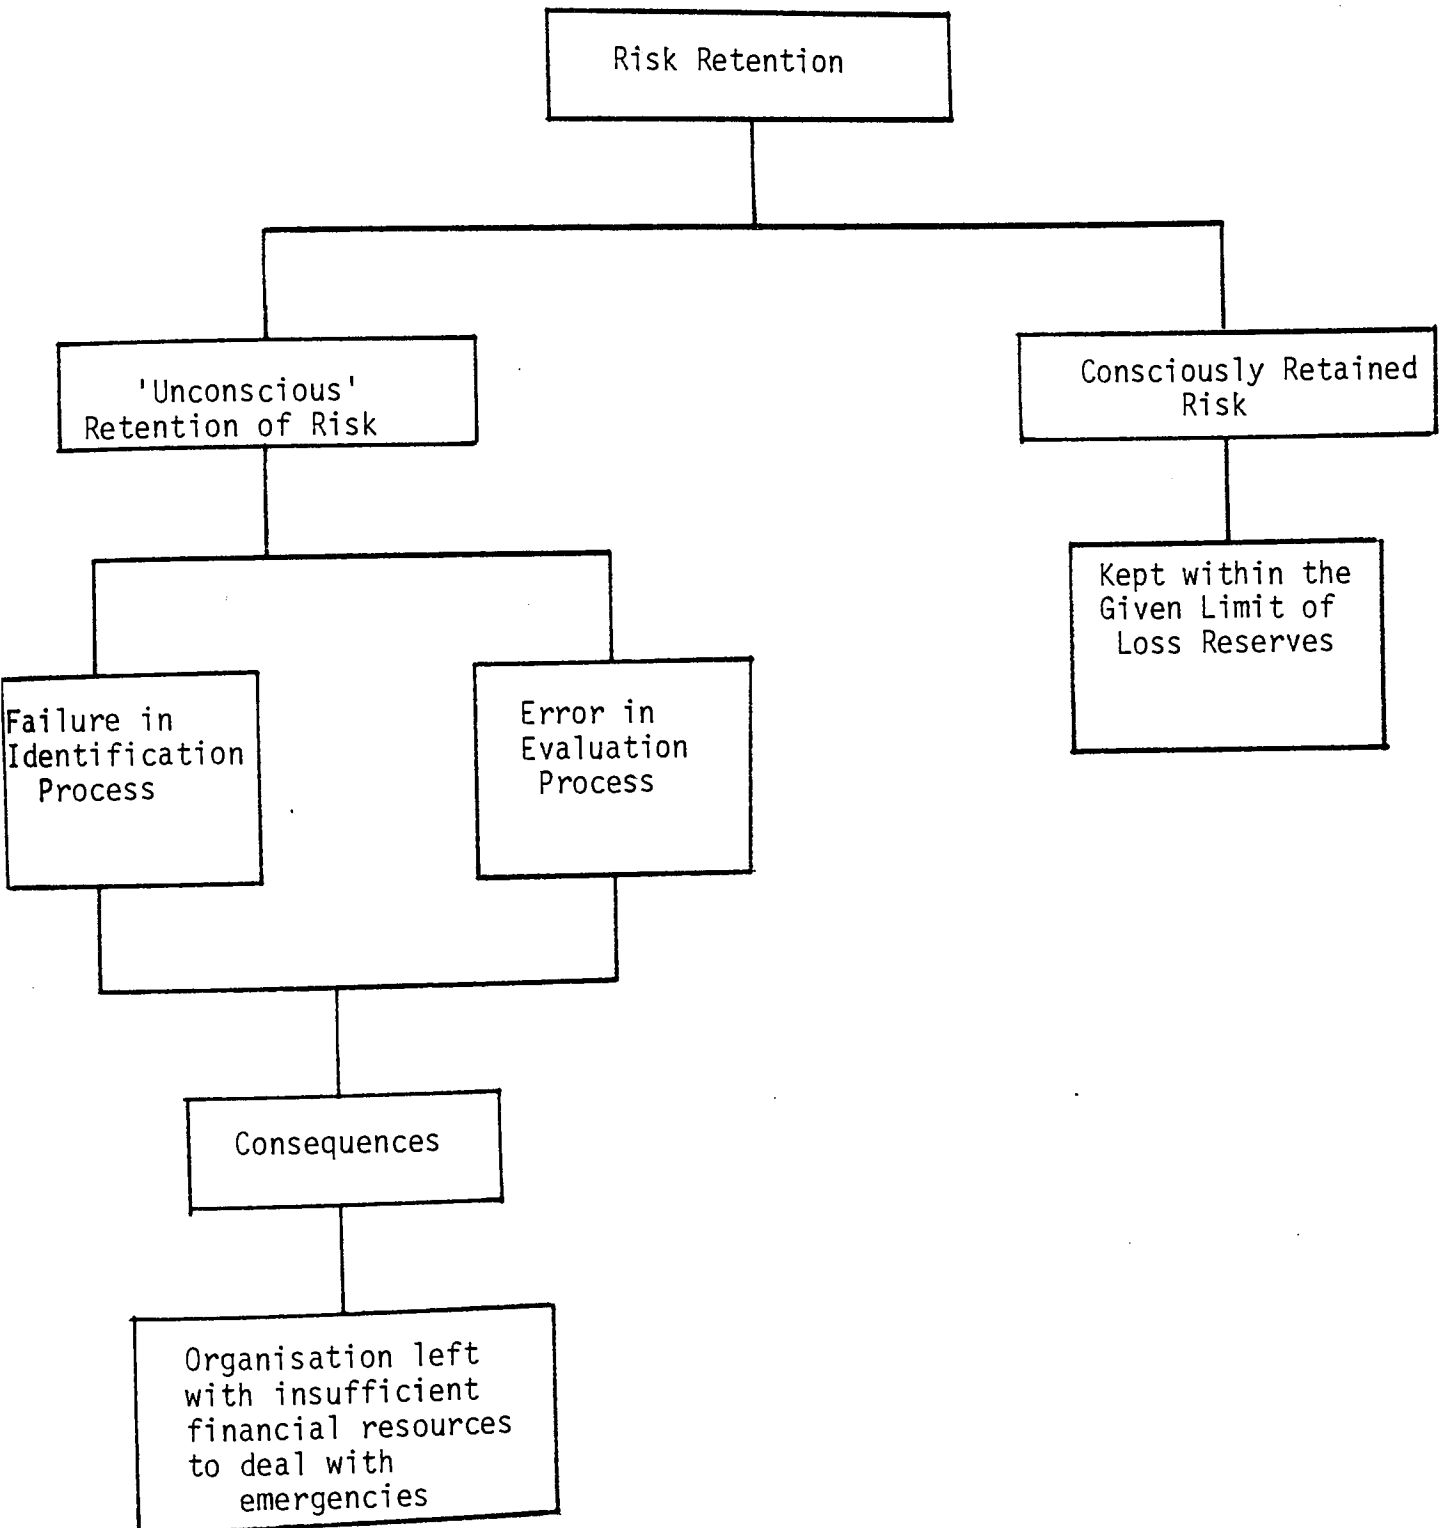 Risk Retention
'Unconscious'
Retention of Risk
Consciously Retained
Risk
Kept within the
Given Limit of
Loss Reserves
Failure in
Identification
Process
Error in
Evaluation
Process
Consequences
Organisation left
with insufficient
financial resources
to deal with
emergencies